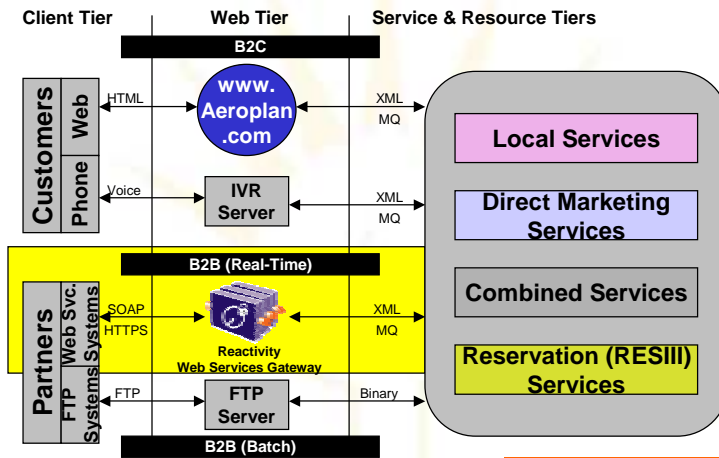 Client Tier
Web Tier
Service & Resource Tiers
B2C
Customers
Web
HTML
www.
Aeroplan
.com
XML
MQ
Phone
Voice
IVR
Server
XML
MQ
Local Services
Direct Marketing
Services
Combined Services
Reservation (RESIII)
Services
B2B (Real-Time)
Partners
Web Svc.
Systems
SOAP
HTTPS
Reactivity
Web Services Gateway
XML
MQ
FTP
Systems
FTP
FTP
Server
Binary
B2B (Batch)